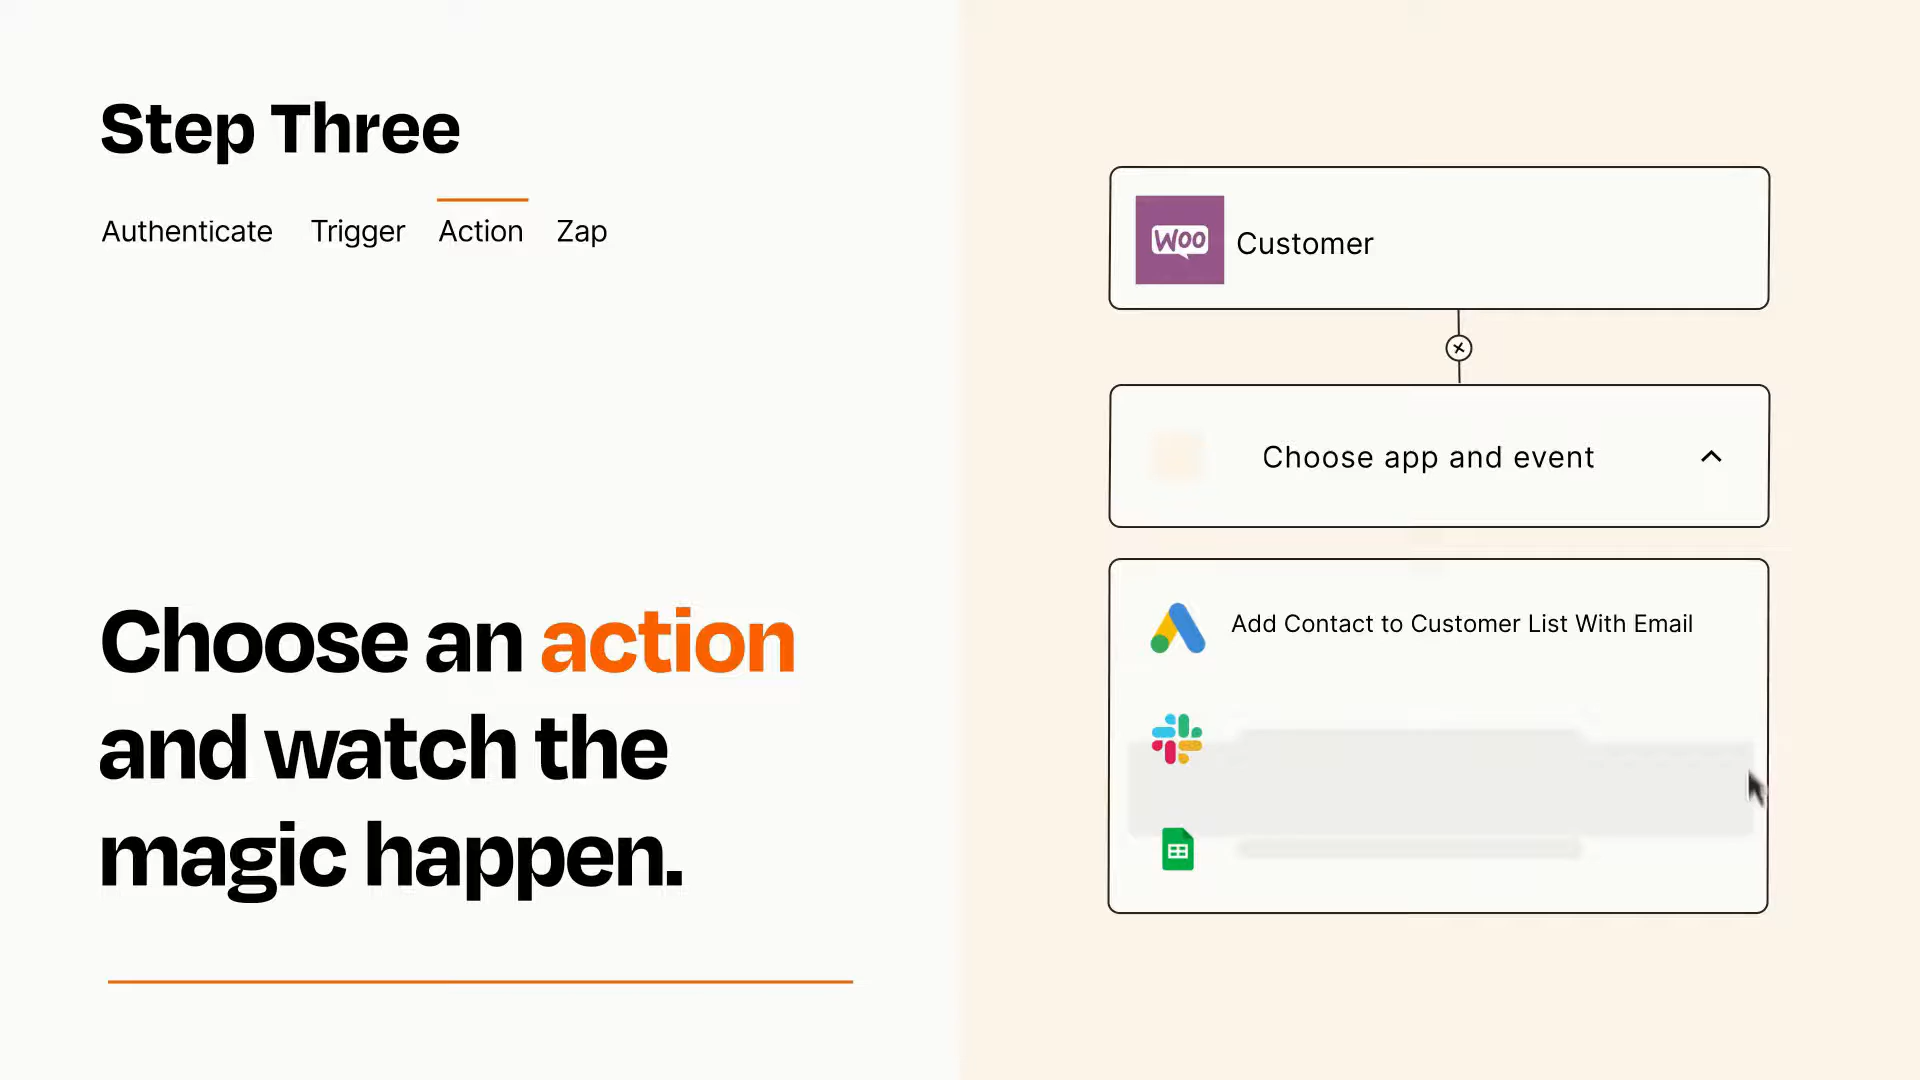 Step Three
Authenticate Trigger Action Zap
Choose an action
and watch the
magic happen.
Woo Customer
Choose app and event
Add Contact to Customer List With Email